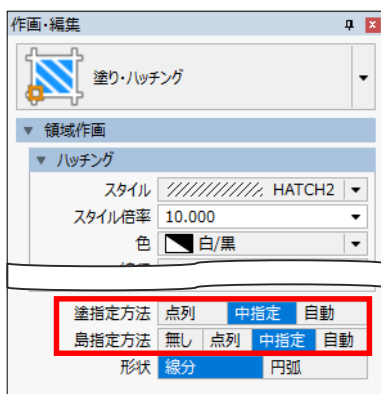 作画・編集
塗り・ハッチング
領域作画
ハッチング
スタイル HATCH2
スタイル倍率 10.000
色 白/黒
塗指定方法 点列 中指定 自動
島指定方法 無し 点列 中指定 自動
形状 線分 円弧